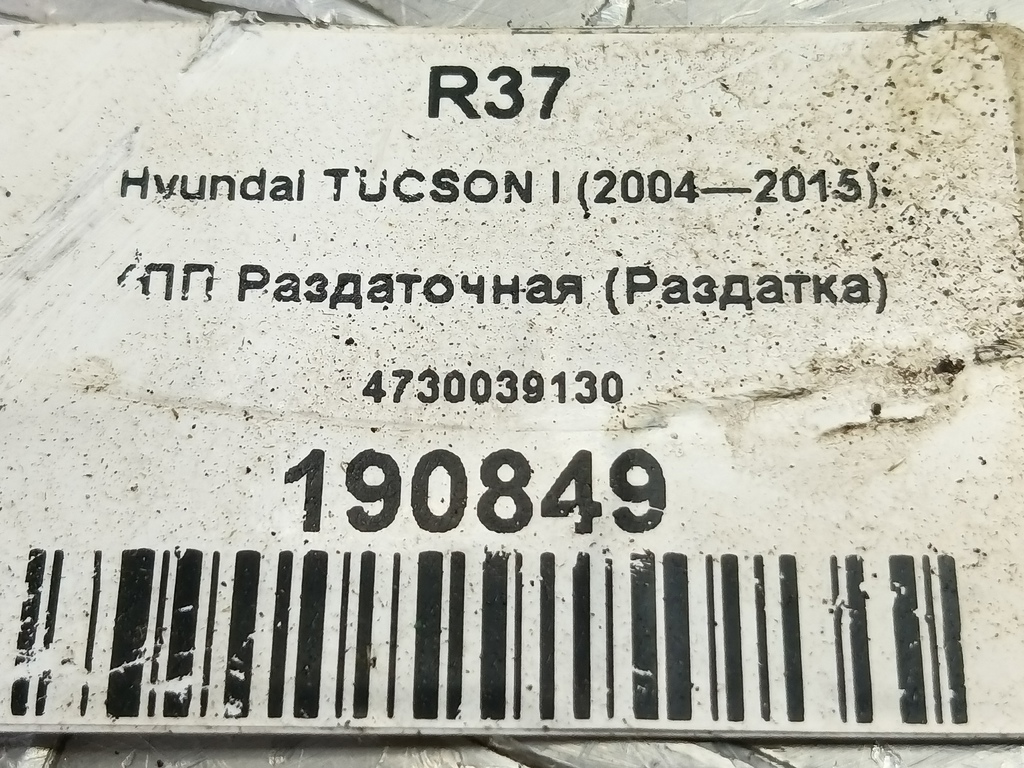 R37
Hyundai TUCSON I (2004—2015)
КПП Раздаточная (Раздатка)
4730039130
190849